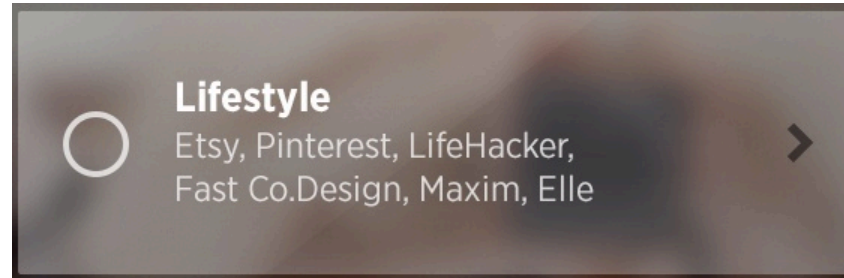 Lifestyle
Etsy, Pinterest, LifeHacker,
Fast Co.Design, Maxim, Elle